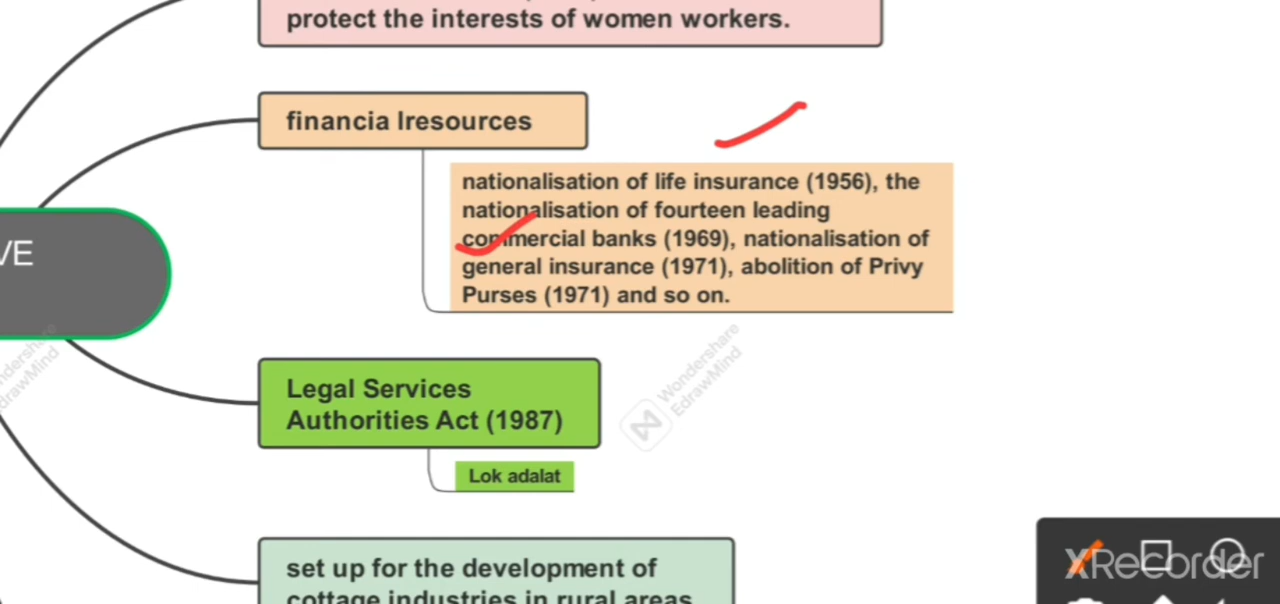 protect the interests of women workers.
financia lresources
nationalisation of life insurance (1956), the
nationalisation of fourteen leading
commercial banks (1969), nationalisation of
general insurance (1971), abolition of Privy
Purses (1971) and so on.
VE
Legal Services
Authorities Act (1987)
Lok adalat
Wondershare
EdrawMind
ndershare
drawMind
set up for the development of
cottage industries in rural areas
XRecorder